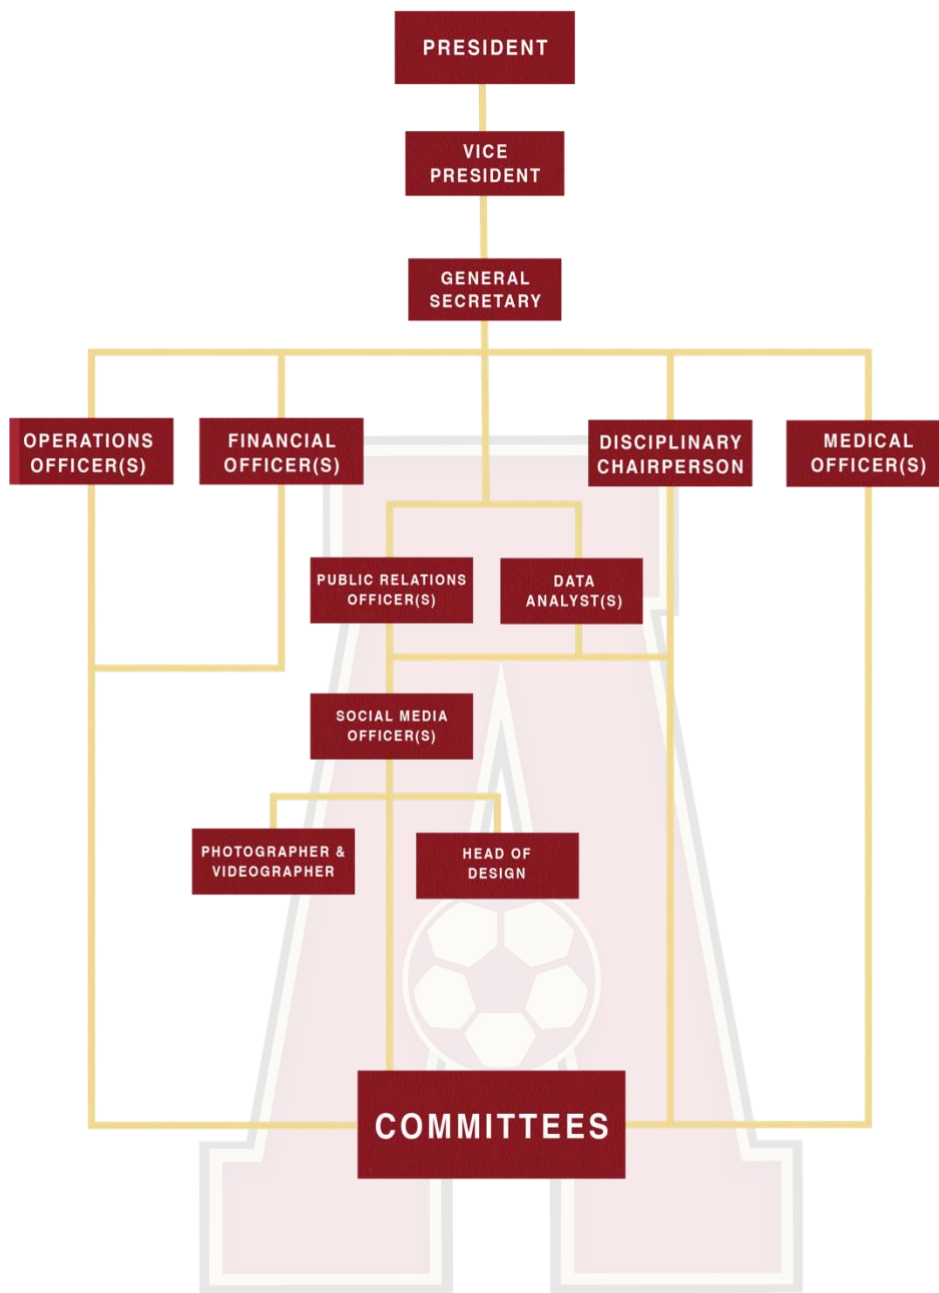 PRESIDENT
VICE
PRESIDENT
GENERAL
SECRETARY
OPERATIONS
OFFICER(S)
FINANCIAL
OFFICER(S)
DISCIPLINARY
CHAIRPERSON
MEDICAL
OFFICER(S)
PUBLIC RELATIONS
OFFICER(S)
DATA
ANALYST(S)
SOCIAL MEDIA
OFFICER(S)
PHOTOGRAPHER &
VIDEOGRAPHER
HEAD OF
DESIGN
COMMITTEES